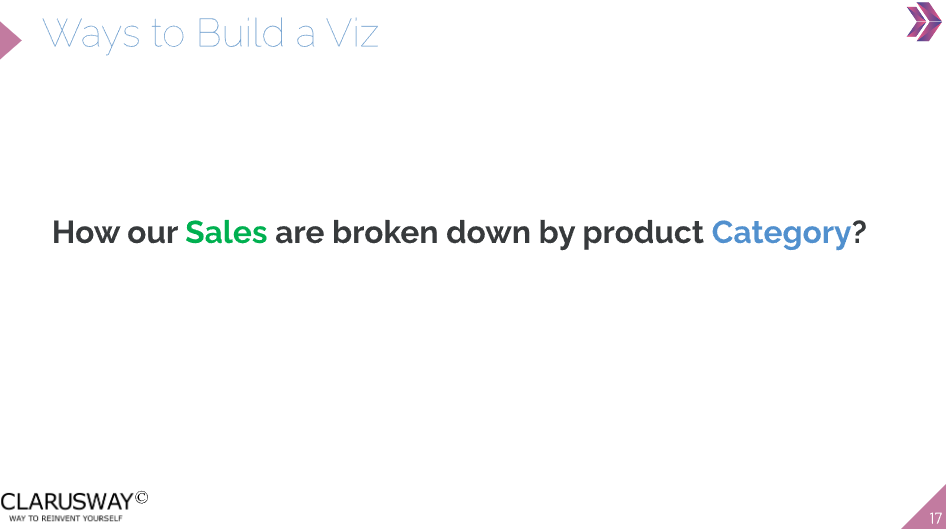 Ways to Build a Viz
How our Sales are broken down by product Category?
CLARUSWAY©
WAY TO REINVENT YOURSELF
17